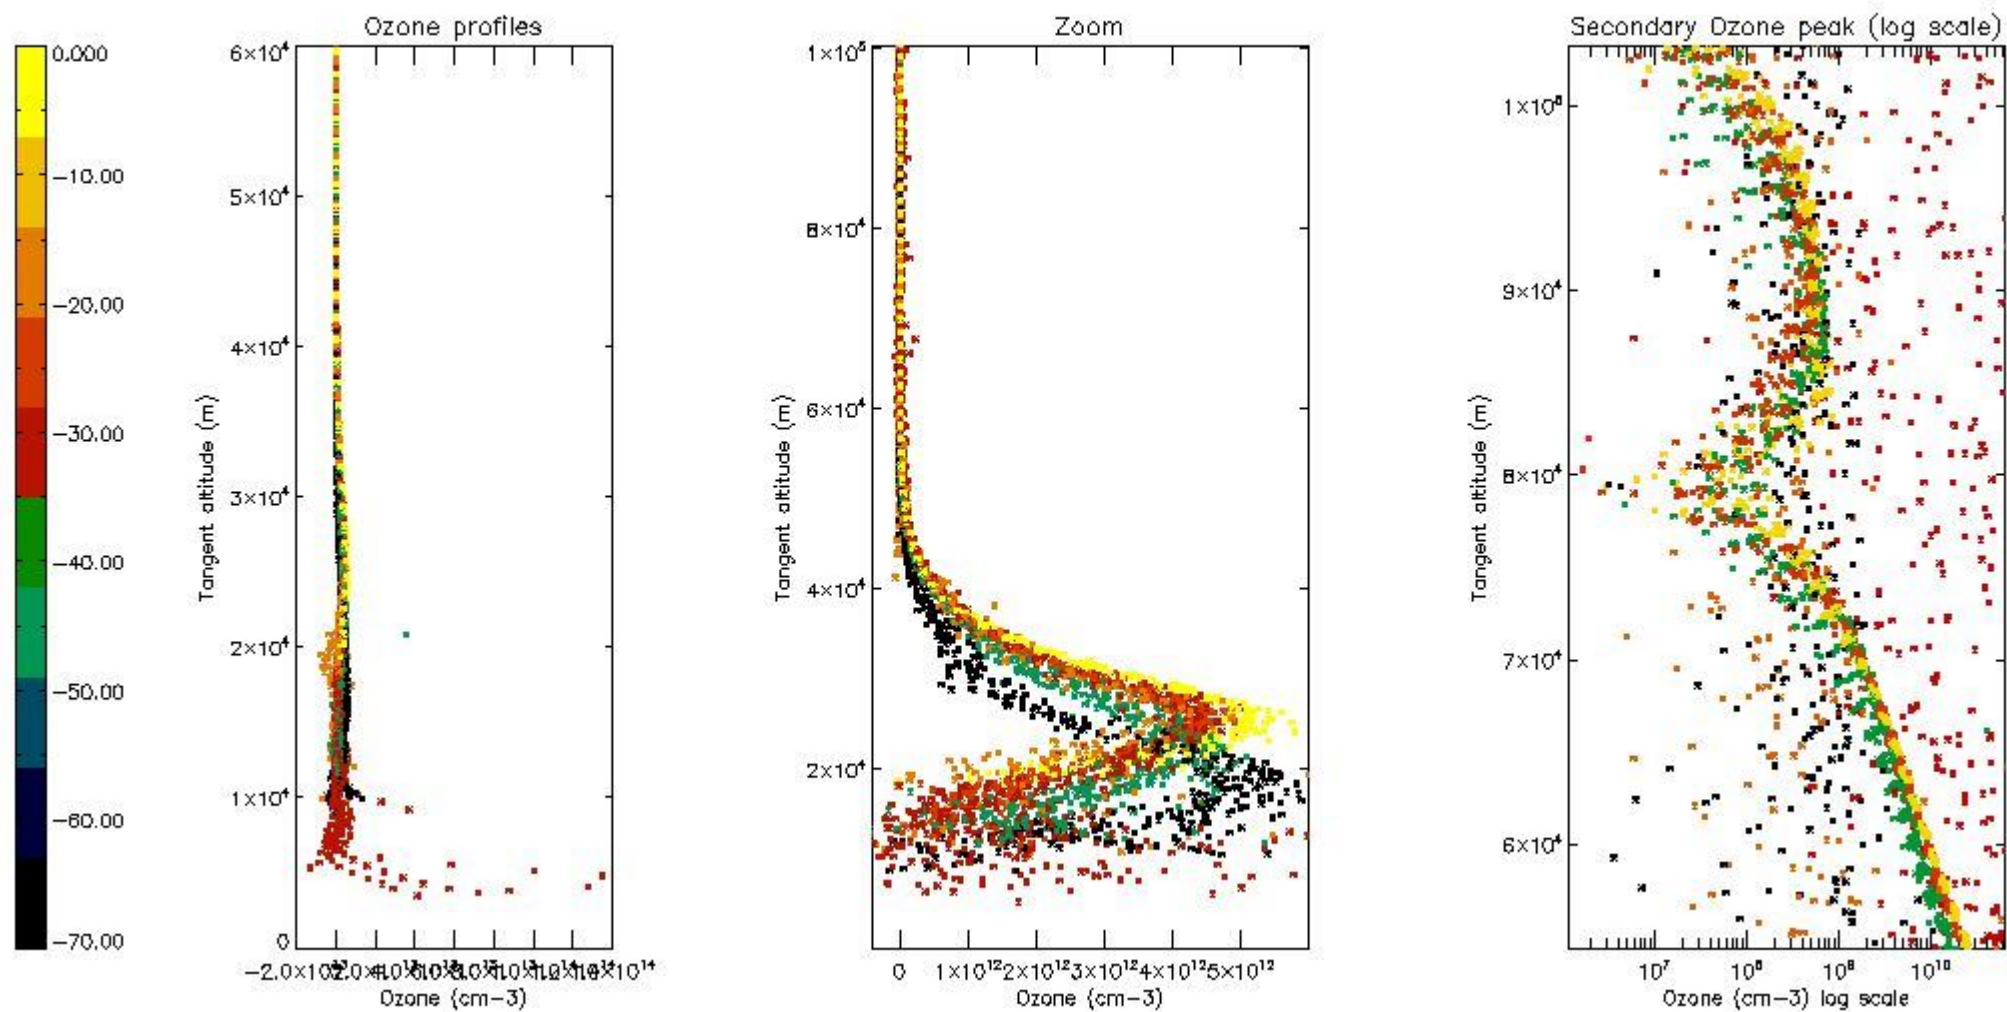 Ozone profiles
Zoom
Secondary Ozone peak (log scale)
0.000
−10.00
−20.00
−30.00
−40.00
−50.00
−60.00
−70.00
6×10⁴
5×10⁴
4×10⁴
3×10⁴
2×10⁴
1×10⁴
0
Tangent altitude (m)
Ozone (cm−3)
1×10⁵
8×10⁴
6×10⁴
4×10⁴
2×10⁴
Tangent altitude (m)
0 1×10¹² 2×10¹² 3×10¹² 4×10¹² 5×10¹²
Ozone (cm−3)
9×10⁴
8×10⁴
7×10⁴
6×10⁴
Tangent altitude (m)
10⁷ 10⁸ 10⁹ 10¹⁰
Ozone (cm−3) log scale